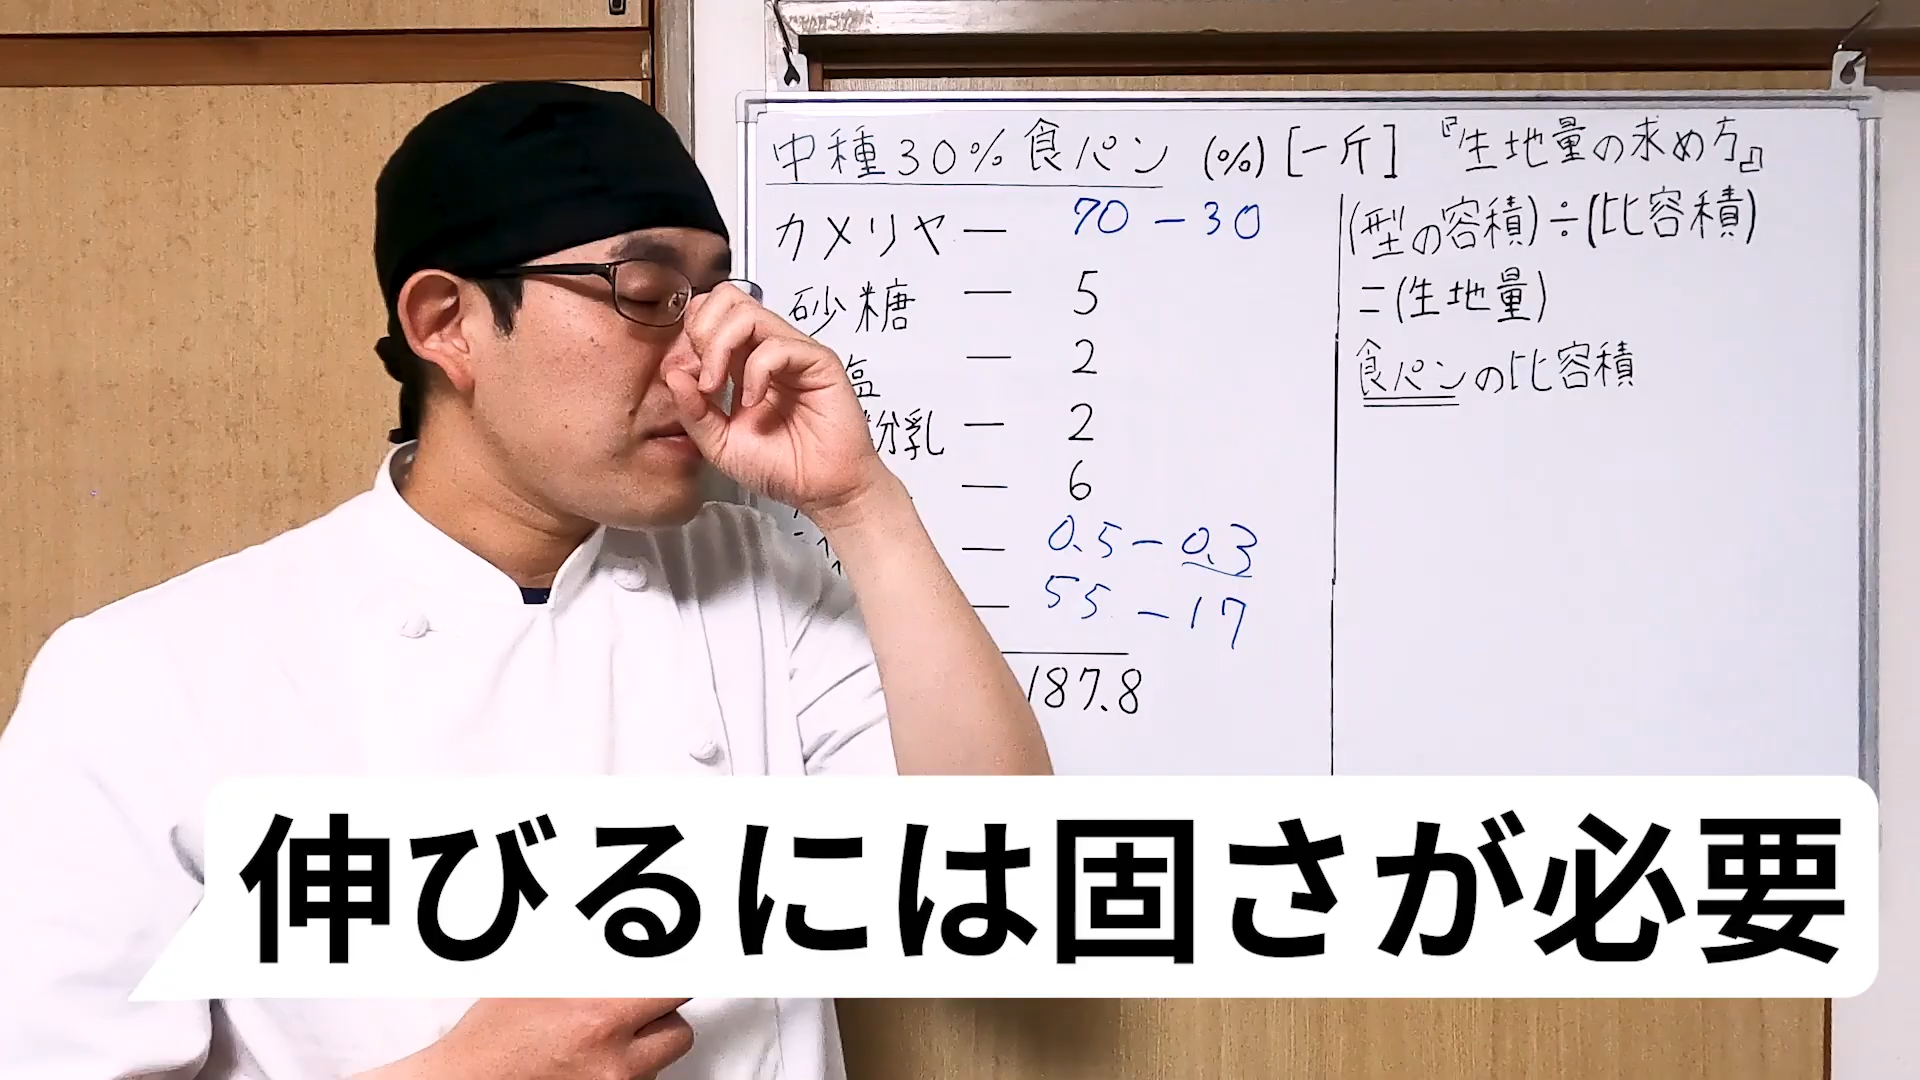 中種30%食パン (%) [一斤]
カメリヤ — 70 — 30
砂糖 — 5
塩 — 2
粉乳 — 2
— 6
— 0.5 — 0.3
— 55 — 17
187.8
『生地量の求め方』
(型の容積)÷(比容積)
=(生地量)
食パンの比容積
伸びるには固さが必要